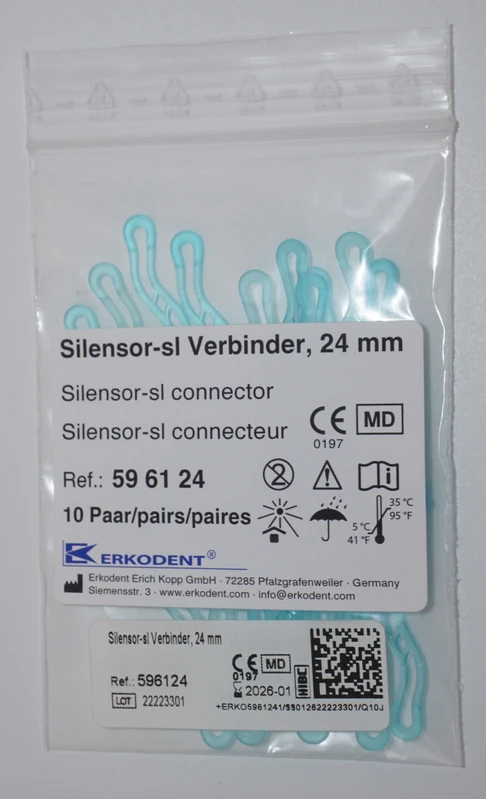 Silensor-sl Verbinder, 24 mm
Silensor-sl connector
Silensor-sl connecteur
CE MD
0197
Ref.: 59 61 24
2
10 Paar/pairs/paires
35 °C
95 °F
5 °C
41 °F
ERKODENT®
Erkodent Erich Kopp GmbH · 72285 Pfalzgrafenweiler · Germany
Siemensstr. 3 · www.erkodent.com · info@erkodent.com
Silensor-sl Verbinder, 24 mm
CE MD
0197
Ref.: 596124
2026-01
LOT 22223301
HIBC
+ERKO5961241/$$012622223301/Q10J